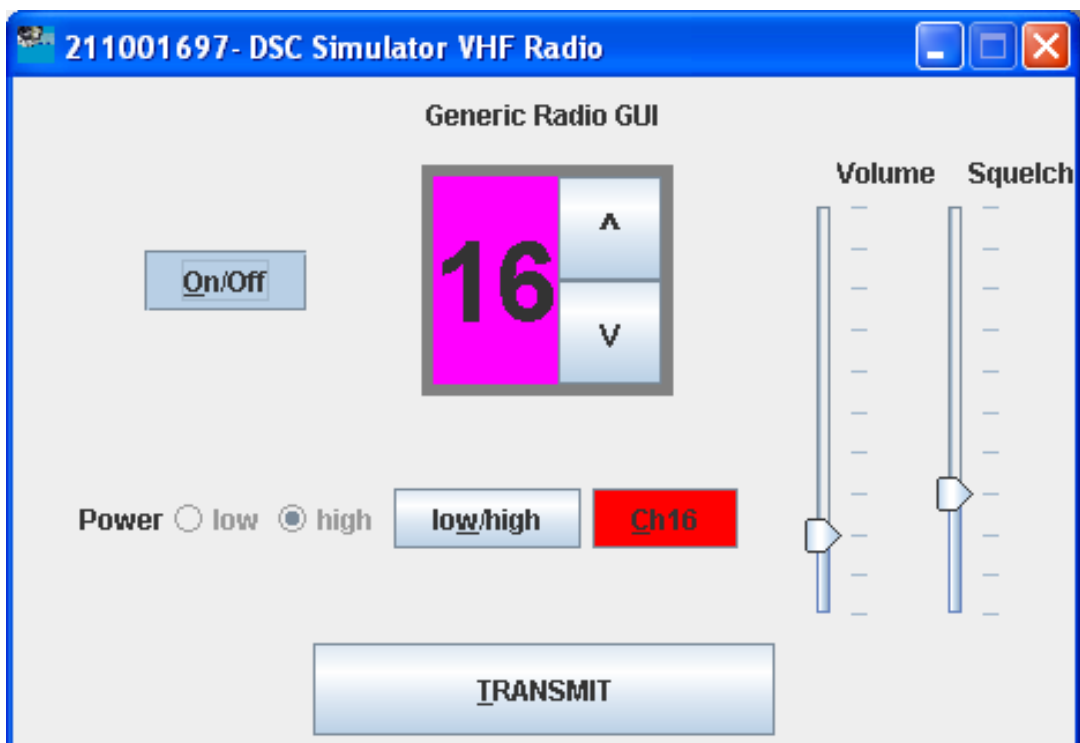 211001697- DSC Simulator VHF Radio
Generic Radio GUI
Volume Squelch
16
^
v
On/Off
Power low high low/high Ch16
TRANSMIT